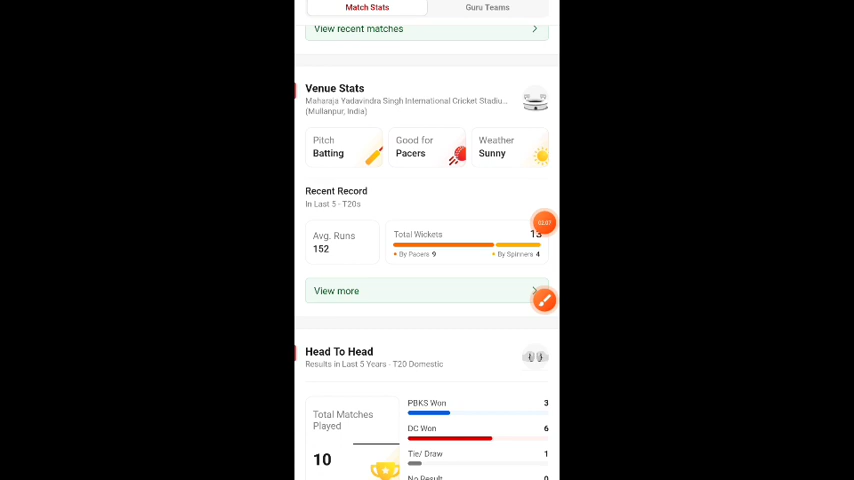 Match Stats
Guru Teams
View recent matches
Venue Stats
Maharaja Yadavindra Singh International Cricket Stadiu...
(Mullanpur, India)
Pitch
Batting
Good for
Pacers
Weather
Sunny
Recent Record
In Last 5 - T20s
Avg. Runs
152
Total Wickets
13
By Pacers 9
By Spinners 4
02:07
View more
Head To Head
Results in Last 5 Years - T20 Domestic
Total Matches
Played
10
PBKS Won 3
DC Won 6
Tie/ Draw 1
No Result 0